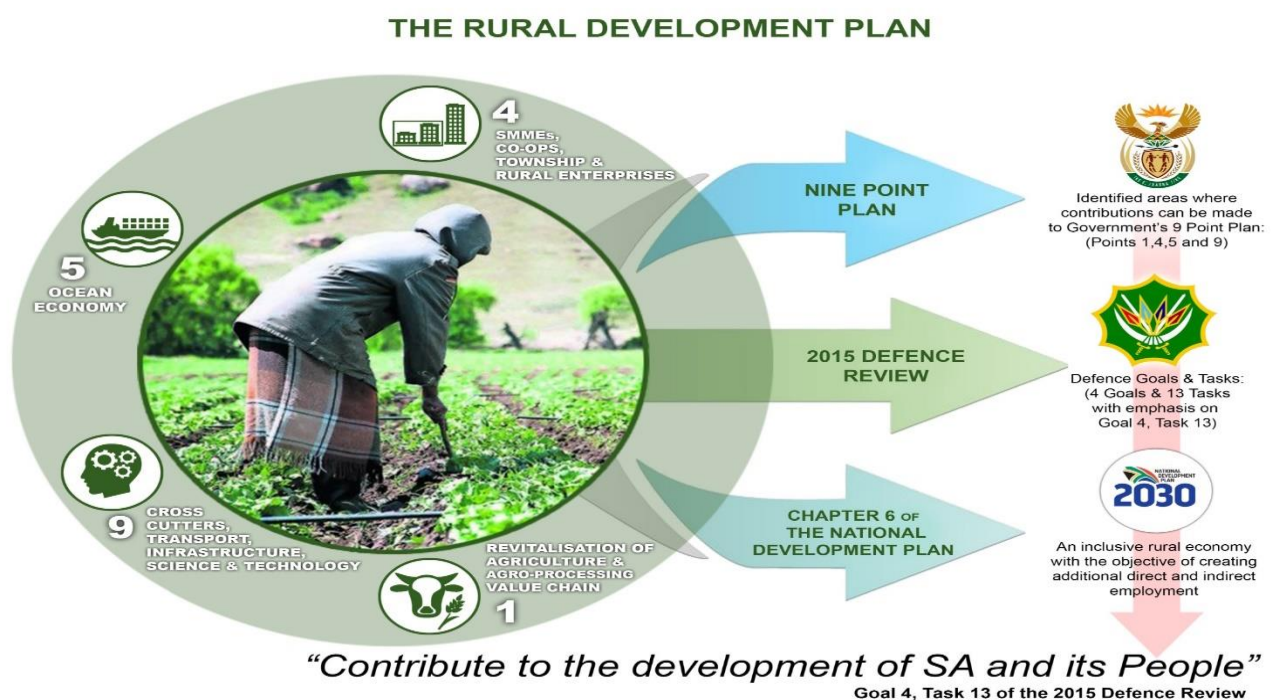 THE RURAL DEVELOPMENT PLAN
4
SMMEs,
CO-OPS,
TOWNSHIP &
RURAL ENTERPRISES
5
OCEAN
ECONOMY
9
CROSS
CUTTERS,
TRANSPORT,
INFRASTRUCTURE,
SCIENCE & TECHNOLOGY
REVITALISATION OF
AGRICULTURE &
AGRO-PROCESSING
VALUE CHAIN
1
NINE POINT
PLAN
Identified areas where
contributions can be made
to Government's 9 Point Plan:
(Points 1,4,5 and 9)
2015 DEFENCE
REVIEW
Defence Goals & Tasks:
(4 Goals & 13 Tasks
with emphasis on
Goal 4, Task 13)
CHAPTER 6 OF
THE NATIONAL
DEVELOPMENT PLAN
NATIONAL
DEVELOPMENT
PLAN
2030
An inclusive rural economy
with the objective of creating
additional direct and indirect
employment
“Contribute to the development of SA and its People”
Goal 4, Task 13 of the 2015 Defence Review